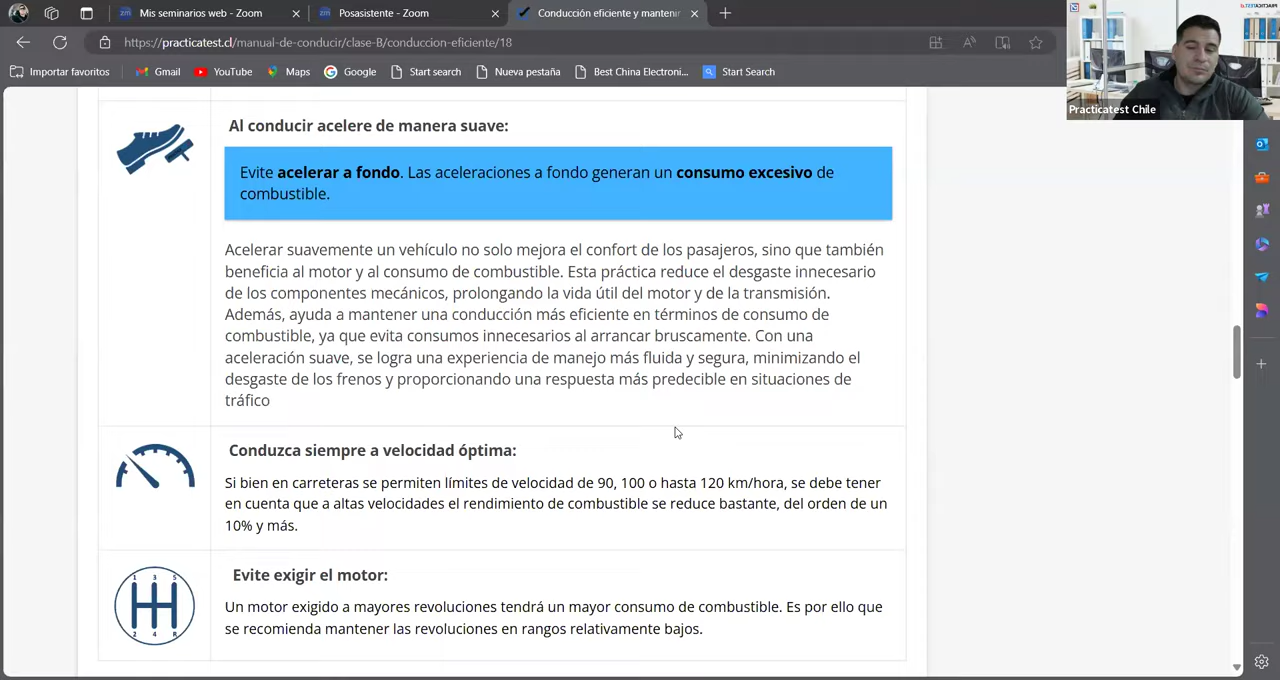 Mis seminarios web - Zoom
Posasistente - Zoom
Conducción eficiente y mantenir
https://practicatest.cl/manual-de-conducir/clase-B/conduccion-eficiente/18
Importar favoritos
Gmail
YouTube
Maps
Google
Start search
Nueva pestaña
Best China Electroni...
Start Search
Practicatest Chile
Al conducir acelere de manera suave:
Evite acelerar a fondo. Las aceleraciones a fondo generan un consumo excesivo de
combustible.
Acelerar suavemente un vehículo no solo mejora el confort de los pasajeros, sino que también
beneficia al motor y al consumo de combustible. Esta práctica reduce el desgaste innecesario
de los componentes mecánicos, prolongando la vida útil del motor y de la transmisión.
Además, ayuda a mantener una conducción más eficiente en términos de consumo de
combustible, ya que evita consumos innecesarios al arrancar bruscamente. Con una
aceleración suave, se logra una experiencia de manejo más fluida y segura, minimizando el
desgaste de los frenos y proporcionando una respuesta más predecible en situaciones de
tráfico
Conduzca siempre a velocidad óptima:
Si bien en carreteras se permiten límites de velocidad de 90, 100 o hasta 120 km/hora, se debe tener
en cuenta que a altas velocidades el rendimiento de combustible se reduce bastante, del orden de un
10% y más.
1 3 5
2 4 R
Evite exigir el motor:
Un motor exigido a mayores revoluciones tendrá un mayor consumo de combustible. Es por ello que
se recomienda mantener las revoluciones en rangos relativamente bajos.